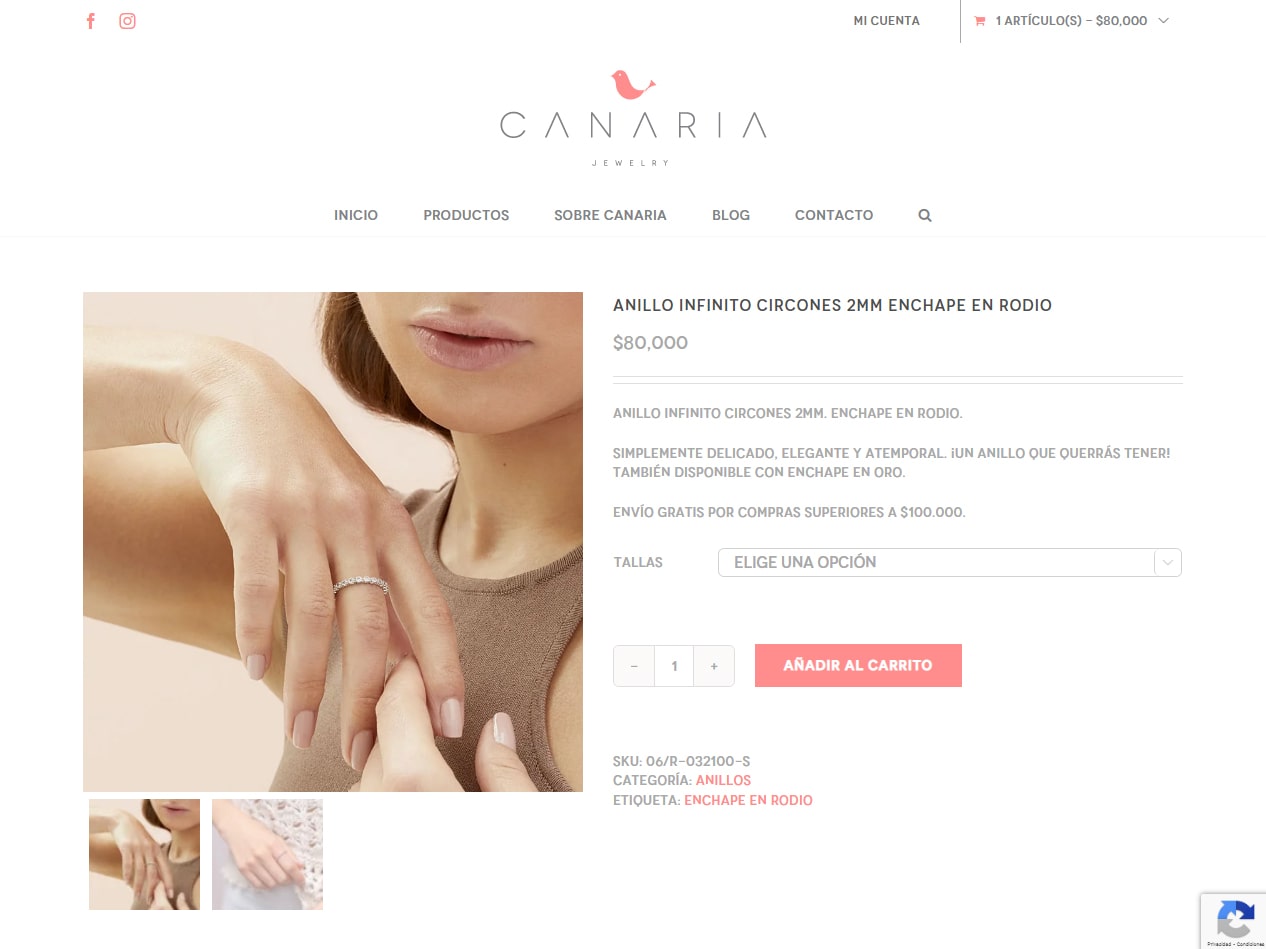 MI CUENTA
1 ARTÍCULO(S) - $80,000
CANARIA
JEWELRY
INICIO
PRODUCTOS
SOBRE CANARIA
BLOG
CONTACTO
ANILLO INFINITO CIRCONES 2MM ENCHAPE EN RODIO
$80,000
ANILLO INFINITO CIRCONES 2MM. ENCHAPE EN RODIO.
SIMPLEMENTE DELICADO, ELEGANTE Y ATEMPORAL. ¡UN ANILLO QUE QUERRÁS TENER!
TAMBIÉN DISPONIBLE CON ENCHAPE EN ORO.
ENVÍO GRATIS POR COMPRAS SUPERIORES A $100.000.
TALLAS
ELIGE UNA OPCIÓN
- 1 +
AÑADIR AL CARRITO
SKU: 06/R-032100-S
CATEGORÍA: ANILLOS
ETIQUETA: ENCHAPE EN RODIO
Privacidad - Condiciones